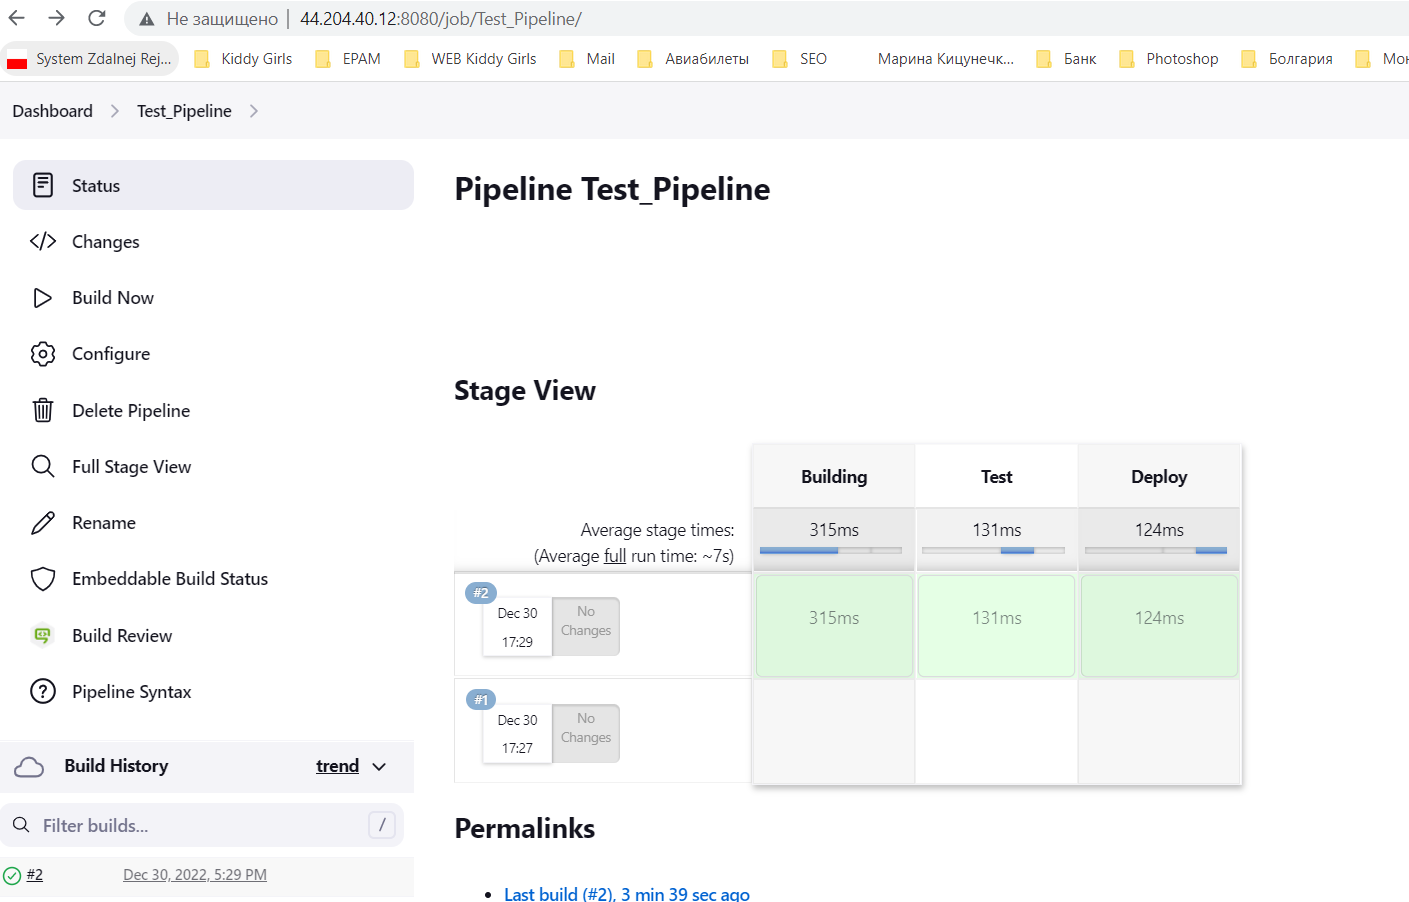 Не защищено 44.204.40.12:8080/job/Test_Pipeline/
System Zdalnej Rej... Kiddy Girls EPAM WEB Kiddy Girls Mail Авиабилеты SEO Марина Кицунечк... Банк Photoshop Болгария Мон
Dashboard Test_Pipeline
Status
Changes
Build Now
Configure
Delete Pipeline
Full Stage View
Rename
Embeddable Build Status
Build Review
Pipeline Syntax
Build History trend
Filter builds... /
#2 Dec 30, 2022, 5:29 PM
Pipeline Test_Pipeline
Stage View
Building Test Deploy
Average stage times: 315ms 131ms 124ms
(Average full run time: ~7s)
#2
Dec 30
17:29
No
Changes
315ms 131ms 124ms
#1
Dec 30
17:27
No
Changes
Permalinks
Last build (#2), 3 min 39 sec ago